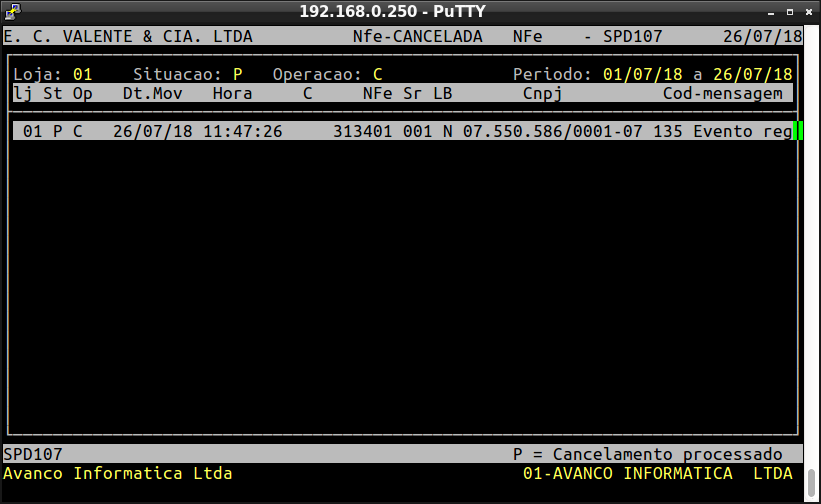 192.168.0.250 - PuTTY
E. C. VALENTE & CIA. LTDA Nfe-CANCELADA NFe - SPD107 26/07/18
Loja: 01 Situacao: P Operacao: C Periodo: 01/07/18 a 26/07/18
lj St Op Dt.Mov Hora C NFe Sr LB Cnpj Cod-mensagem
01 P C 26/07/18 11:47:26 313401 001 N 07.550.586/0001-07 135 Evento reg
SPD107 P = Cancelamento processado
Avanco Informatica Ltda 01-AVANCO INFORMATICA LTDA